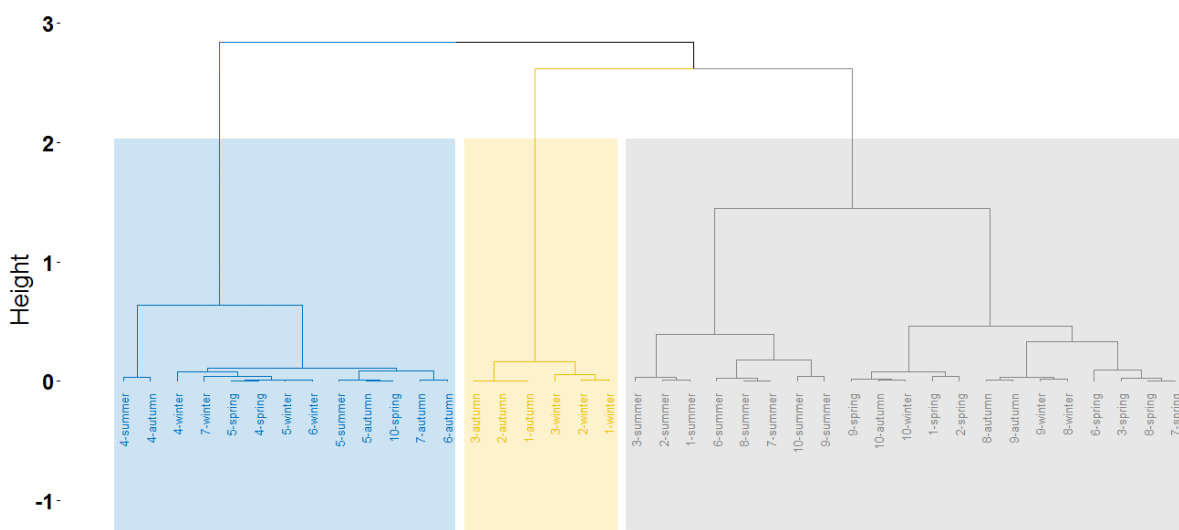 3
2
1
0
-1
Height
4-summer
4-autumn
4-winter
7-winter
5-spring
4-spring
5-winter
6-winter
5-summer
5-autumn
10-spring
7-autumn
6-autumn
3-autumn
2-autumn
1-autumn
3-winter
2-winter
1-winter
3-summer
2-summer
1-summer
6-summer
8-summer
7-summer
10-summer
9-summer
9-spring
10-autumn
10-winter
1-spring
2-spring
8-autumn
9-autumn
9-winter
8-winter
6-spring
3-spring
8-spring
7-spring